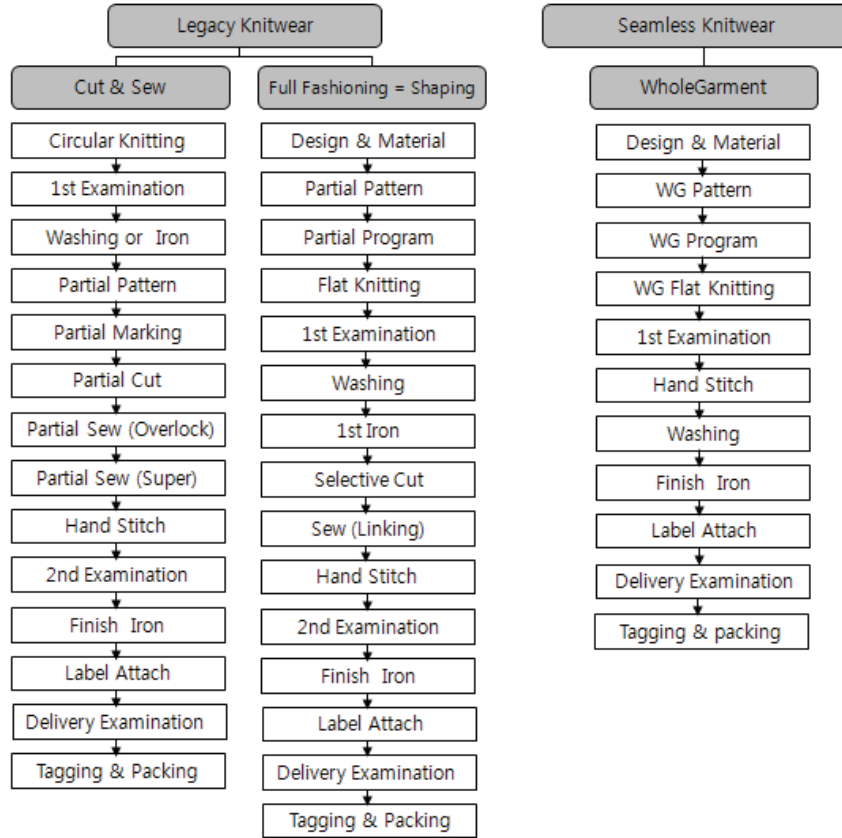 Legacy Knitwear
Seamless Knitwear
Cut & Sew
Full Fashioning = Shaping
WholeGarment
Circular Knitting
1st Examination
Washing or Iron
Partial Pattern
Partial Marking
Partial Cut
Partial Sew (Overlock)
Partial Sew (Super)
Hand Stitch
2nd Examination
Finish Iron
Label Attach
Delivery Examination
Tagging & Packing
Design & Material
Partial Pattern
Partial Program
Flat Knitting
1st Examination
Washing
1st Iron
Selective Cut
Sew (Linking)
Hand Stitch
2nd Examination
Finish Iron
Label Attach
Delivery Examination
Tagging & Packing
Design & Material
WG Pattern
WG Program
WG Flat Knitting
1st Examination
Hand Stitch
Washing
Finish Iron
Label Attach
Delivery Examination
Tagging & packing